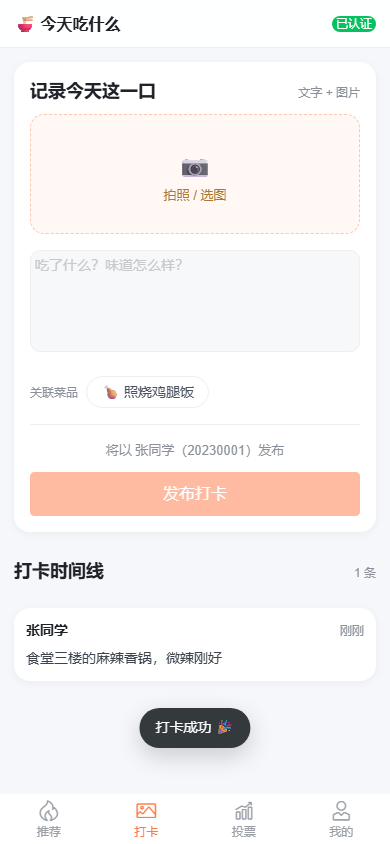 今天吃什么
已认证
记录今天这一口
文字 + 图片
拍照 / 选图
吃了什么？味道怎么样？
关联菜品
照烧鸡腿饭
将以 张同学（20230001）发布
发布打卡
打卡时间线
1 条
张同学
刚刚
食堂三楼的麻辣香锅，微辣刚好
打卡成功 🎉
推荐
打卡
投票
我的